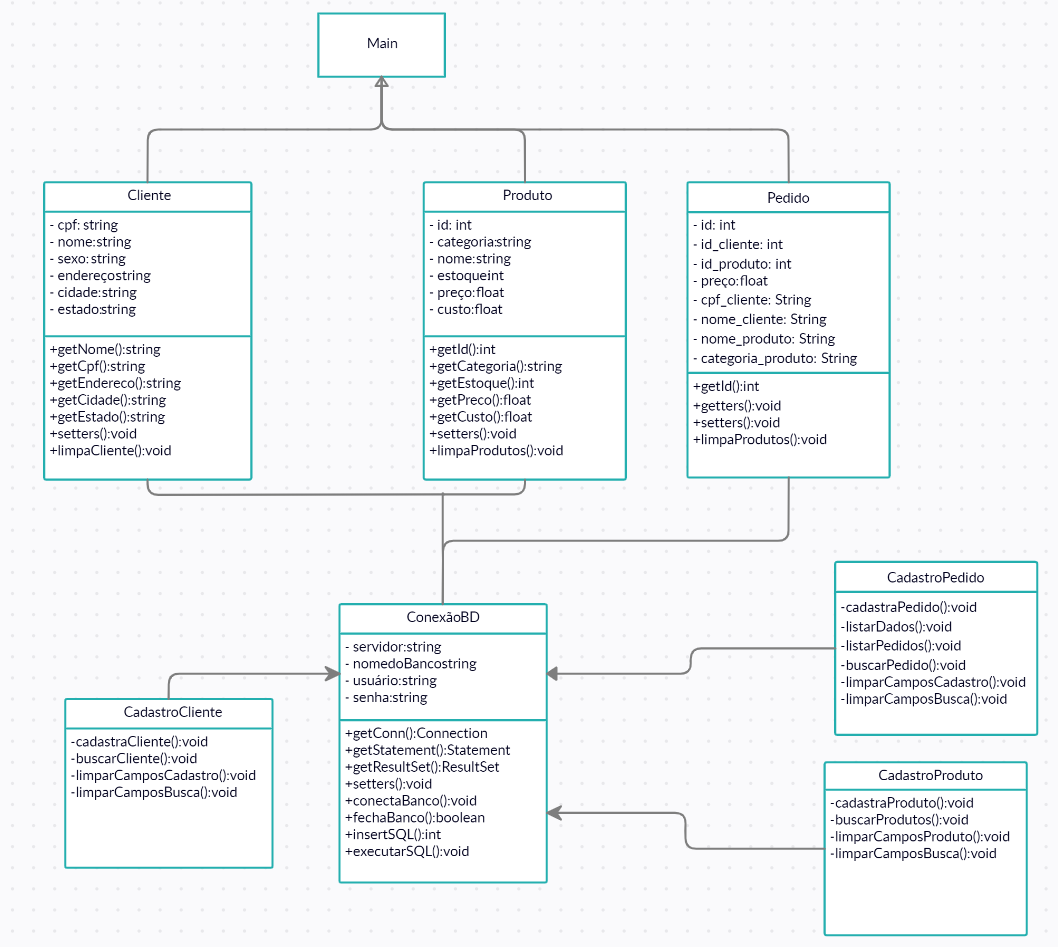 Main
Cliente
- cpf: string
- nome:string
- sexo: string
- endereçostring
- cidade:string
- estado:string
+getNome():string
+getCpf():string
+getEndereco():string
+getCidade():string
+getEstado():string
+setters():void
+limpaCliente():void
Produto
- id: int
- categoria:string
- nome:string
- estoqueint
- preço:float
- custo:float
+getId():int
+getCategoria():string
+getEstoque():int
+getPreco():float
+getCusto():float
+setters():void
+limpaProdutos():void
Pedido
- id: int
- id_cliente: int
- id_produto: int
- preço:float
- cpf_cliente: String
- nome_cliente: String
- nome_produto: String
- categoria_produto: String
+getId():int
+getters():void
+setters():void
+limpaProdutos():void
ConexãoBD
- servidor:string
- nomedoBancostring
- usuário:string
- senha:string
+getConn():Connection
+getStatement():Statement
+getResultSet():ResultSet
+setters():void
+conectaBanco():void
+fechaBanco():boolean
+insertSQL():int
+executarSQL():void
CadastroCliente
-cadastraCliente():void
-buscarCliente():void
-limparCamposCadastro():void
-limparCamposBusca():void
CadastroPedido
-cadastraPedido():void
-listarDados():void
-listarPedidos():void
-buscarPedido():void
-limparCamposCadastro():void
-limparCamposBusca():void
CadastroProduto
-cadastraProduto():void
-buscarProdutos():void
-limparCamposProduto():void
-limparCamposBusca():void